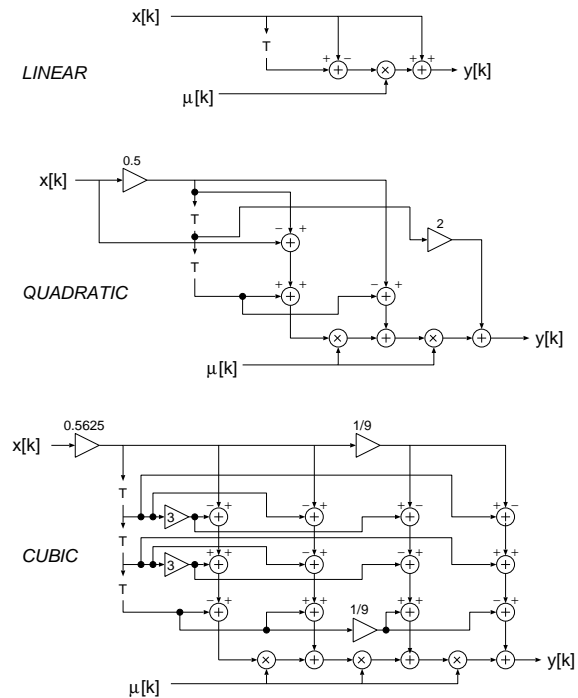 x[k]
T
+ − × + +
LINEAR
y[k]
μ[k]
0.5
x[k]
T
− +
2
+
T
QUADRATIC
+ + − +
+ +
× + × +
y[k]
μ[k]
0.5625
1/9
x[k]
T
− + − + − + + −
3
+ + + +
T
CUBIC
+ + + + + + + +
3
+ + + +
T
− + + + + + − +
1/9
+ + + +
× + × + × +
y[k]
μ[k]